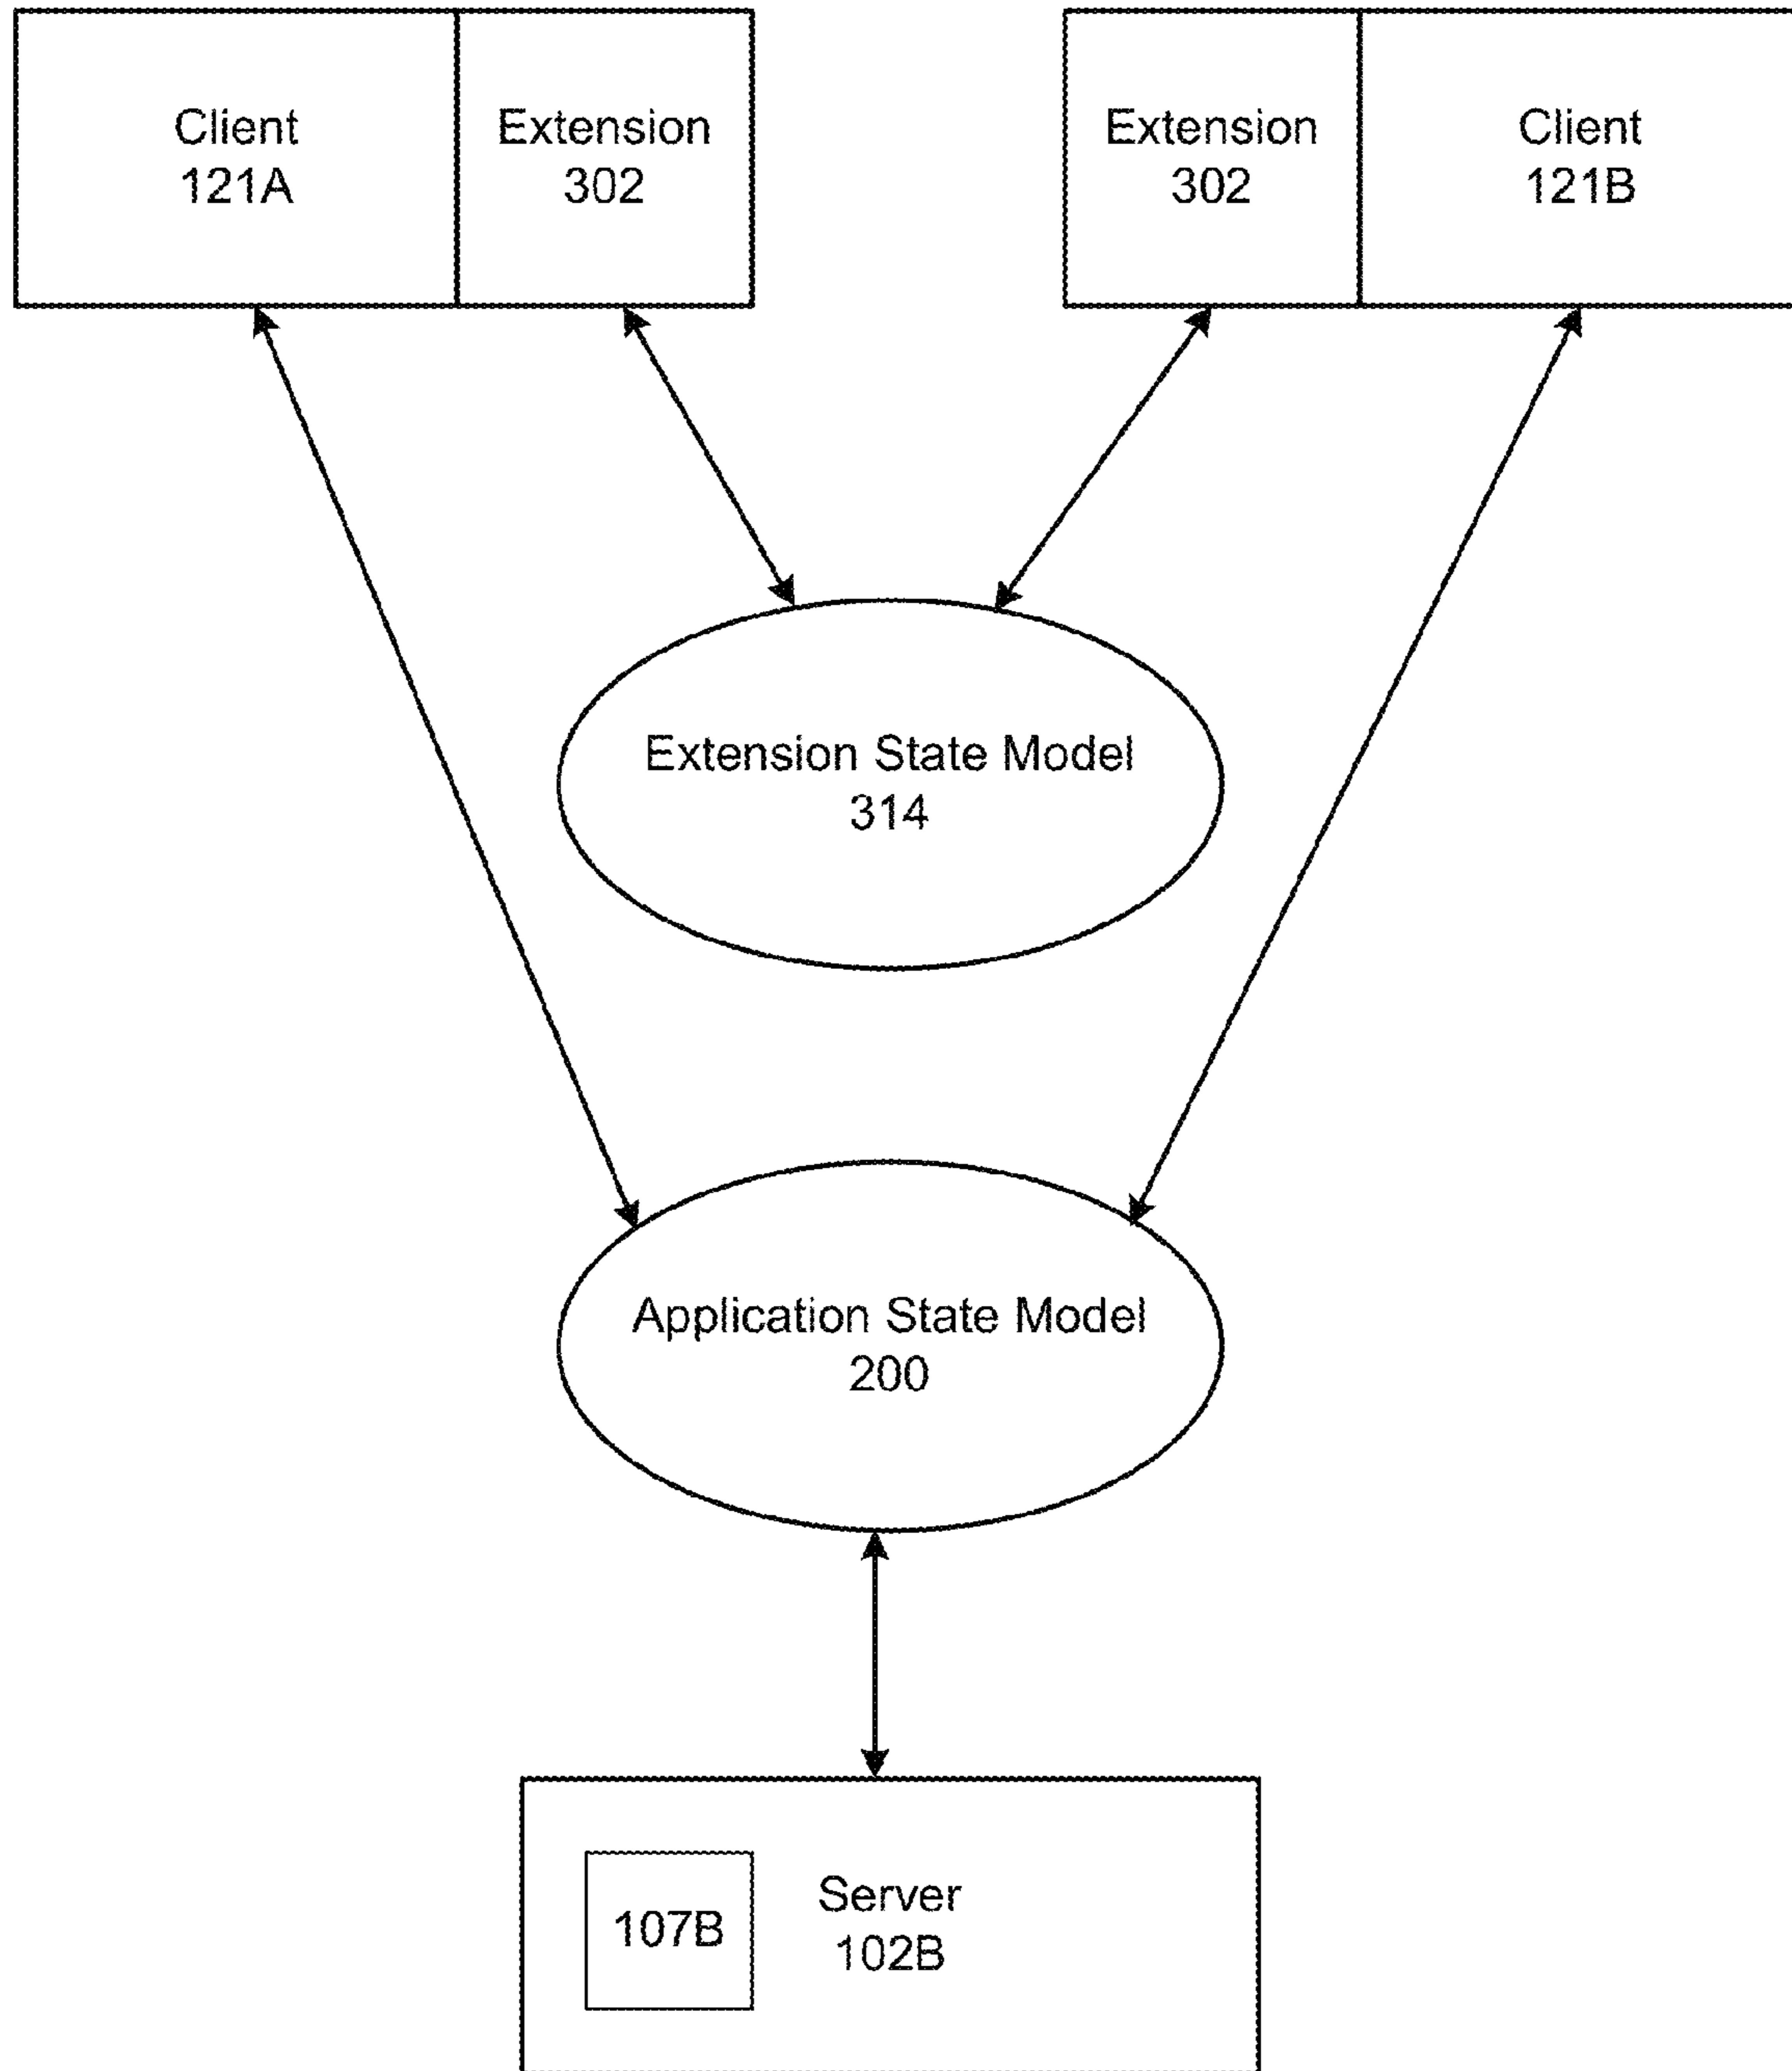 Client
121A
Extension
302
Extension
302
Client
121B
Extension State Model
314
Application State Model
200
107B
Server
102B